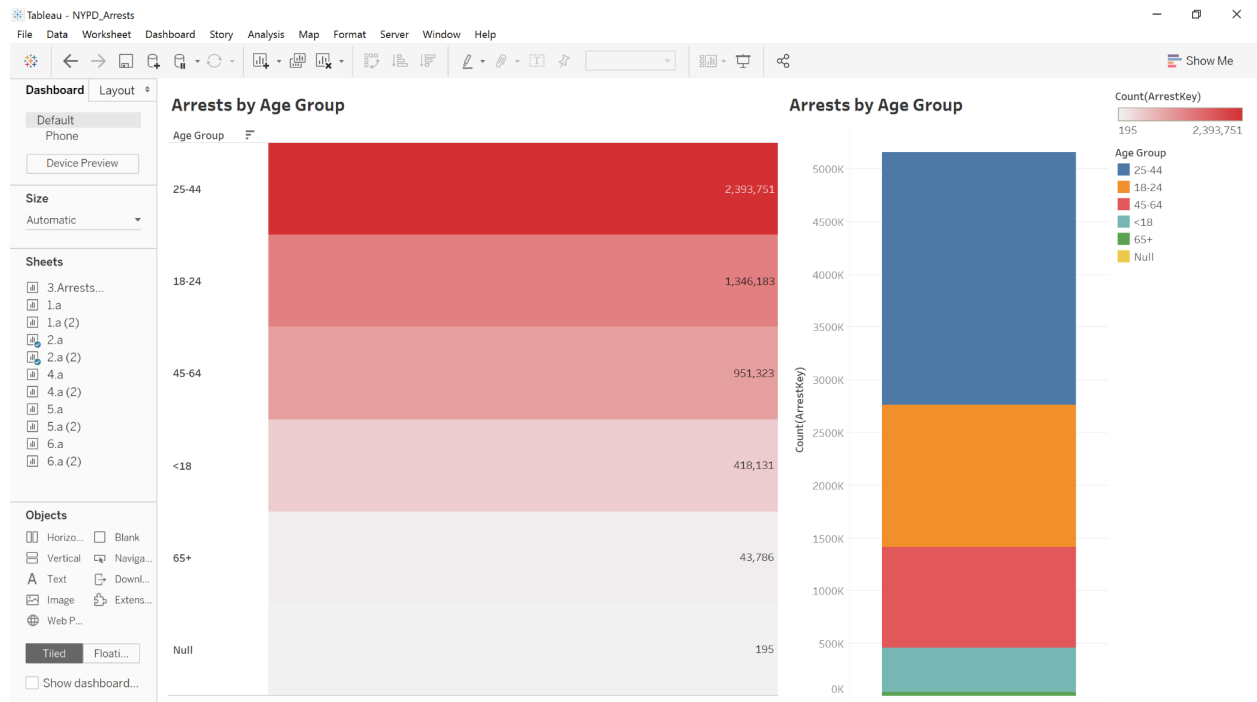 Tableau - NYPD_Arrests
File Data Worksheet Dashboard Story Analysis Map Format Server Window Help
Show Me
Dashboard Layout
Default
Phone
Device Preview
Size
Automatic
Sheets
3.Arrests...
1.a
1.a (2)
2.a
2.a (2)
4.a
4.a (2)
5.a
5.a (2)
6.a
6.a (2)
Objects
Horizo... Blank
Vertical Naviga...
A Text Downl...
Image Extens...
Web P...
Tiled Floati...
Show dashboard...
Arrests by Age Group
Age Group
25-44 2,393,751
18-24 1,346,183
45-64 951,323
<18 418,131
65+ 43,786
Null 195
Arrests by Age Group
Count(ArrestKey)
5000K
4500K
4000K
3500K
3000K
2500K
2000K
1500K
1000K
500K
0K
Count(ArrestKey)
195 2,393,751
Age Group
25-44
18-24
45-64
<18
65+
Null